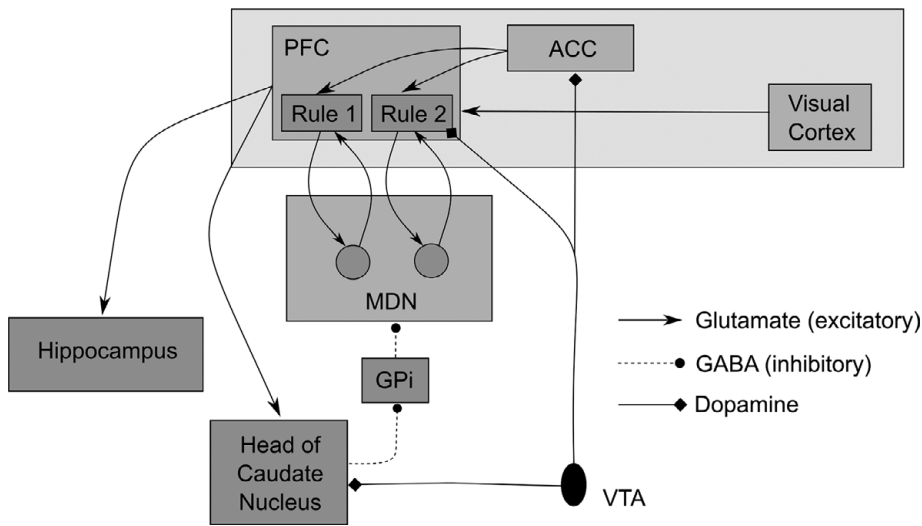 PFC
ACC
Rule 1
Rule 2
Visual
Cortex
MDN
Hippocampus
GPi
Head of
Caudate
Nucleus
VTA
Glutamate (excitatory)
GABA (inhibitory)
Dopamine